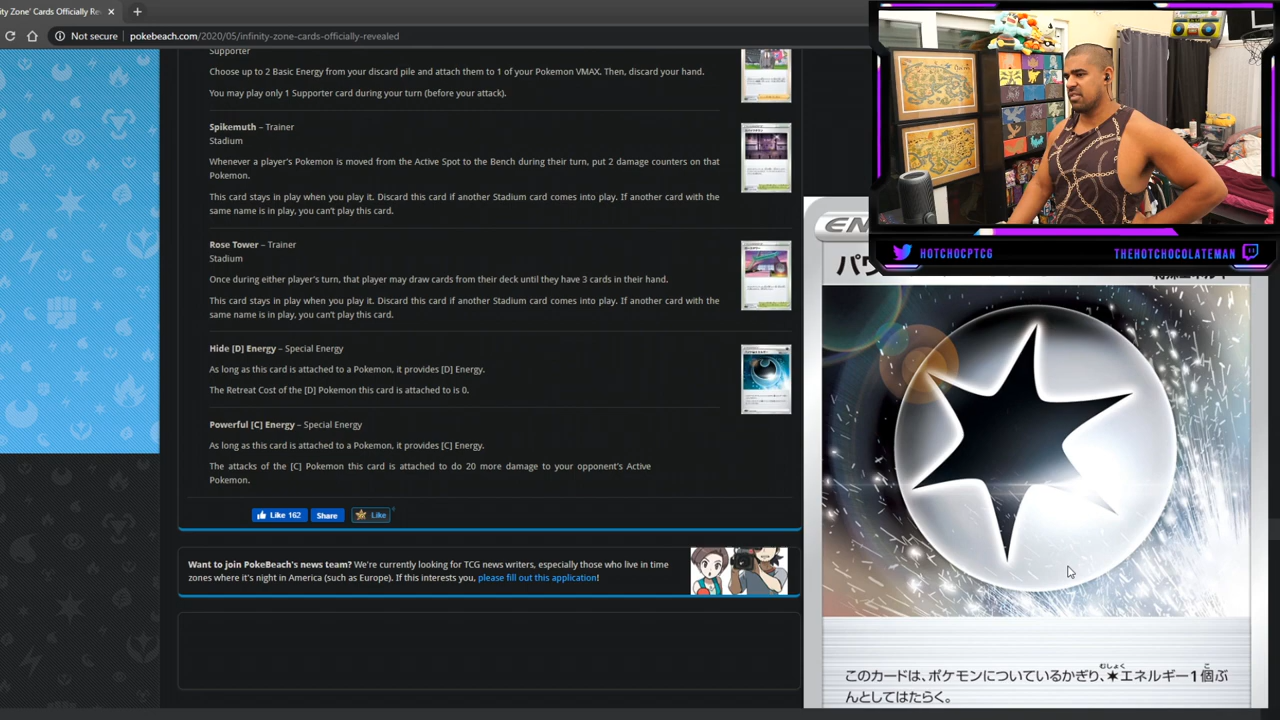 ity Zone' Cards Officially Re
Not secure
pokebeach.com/2020/05/infinity-zone-cards-officially-revealed
Supporter
Choose up to 2 basic Energy from your discard pile and attach them to 1 of your Pokemon VMAX. Then, discard your hand.
You may play only 1 Supporter card during your turn (before your attack).
Spikemuth – Trainer
Stadium
Whenever a player's Pokemon is moved from the Active Spot to the Bench during their turn, put 2 damage counters on that
Pokemon.
This card stays in play when you play it. Discard this card if another Stadium card comes into play. If another card with the
same name is in play, you can't play this card.
Rose Tower – Trainer
Stadium
Once during either player's turn, that player may draw cards from their deck until they have 3 cards in their hand.
This card stays in play when you play it. Discard this card if another Stadium card comes into play. If another card with the
same name is in play, you can't play this card.
Hide [D] Energy – Special Energy
As long as this card is attached to a Pokemon, it provides [D] Energy.
The Retreat Cost of the [D] Pokemon this card is attached to is 0.
Powerful [C] Energy – Special Energy
As long as this card is attached to a Pokemon, it provides [C] Energy.
The attacks of the [C] Pokemon this card is attached to do 20 more damage to your opponent's Active
Pokemon.
Like 162
Share
Like
Want to join PokeBeach's news team? We're currently looking for TCG news writers, especially those who live in time
zones where it's night in America (such as Europe). If this interests you, please fill out this application!
HOTCHOCPTCG
THEHOTCHOCOLATEMAN
EN
パワ
むしょく こ
このカードは、ポケモンについているかぎり、✶エネルギー1個ぶ
んとしてはたらく。